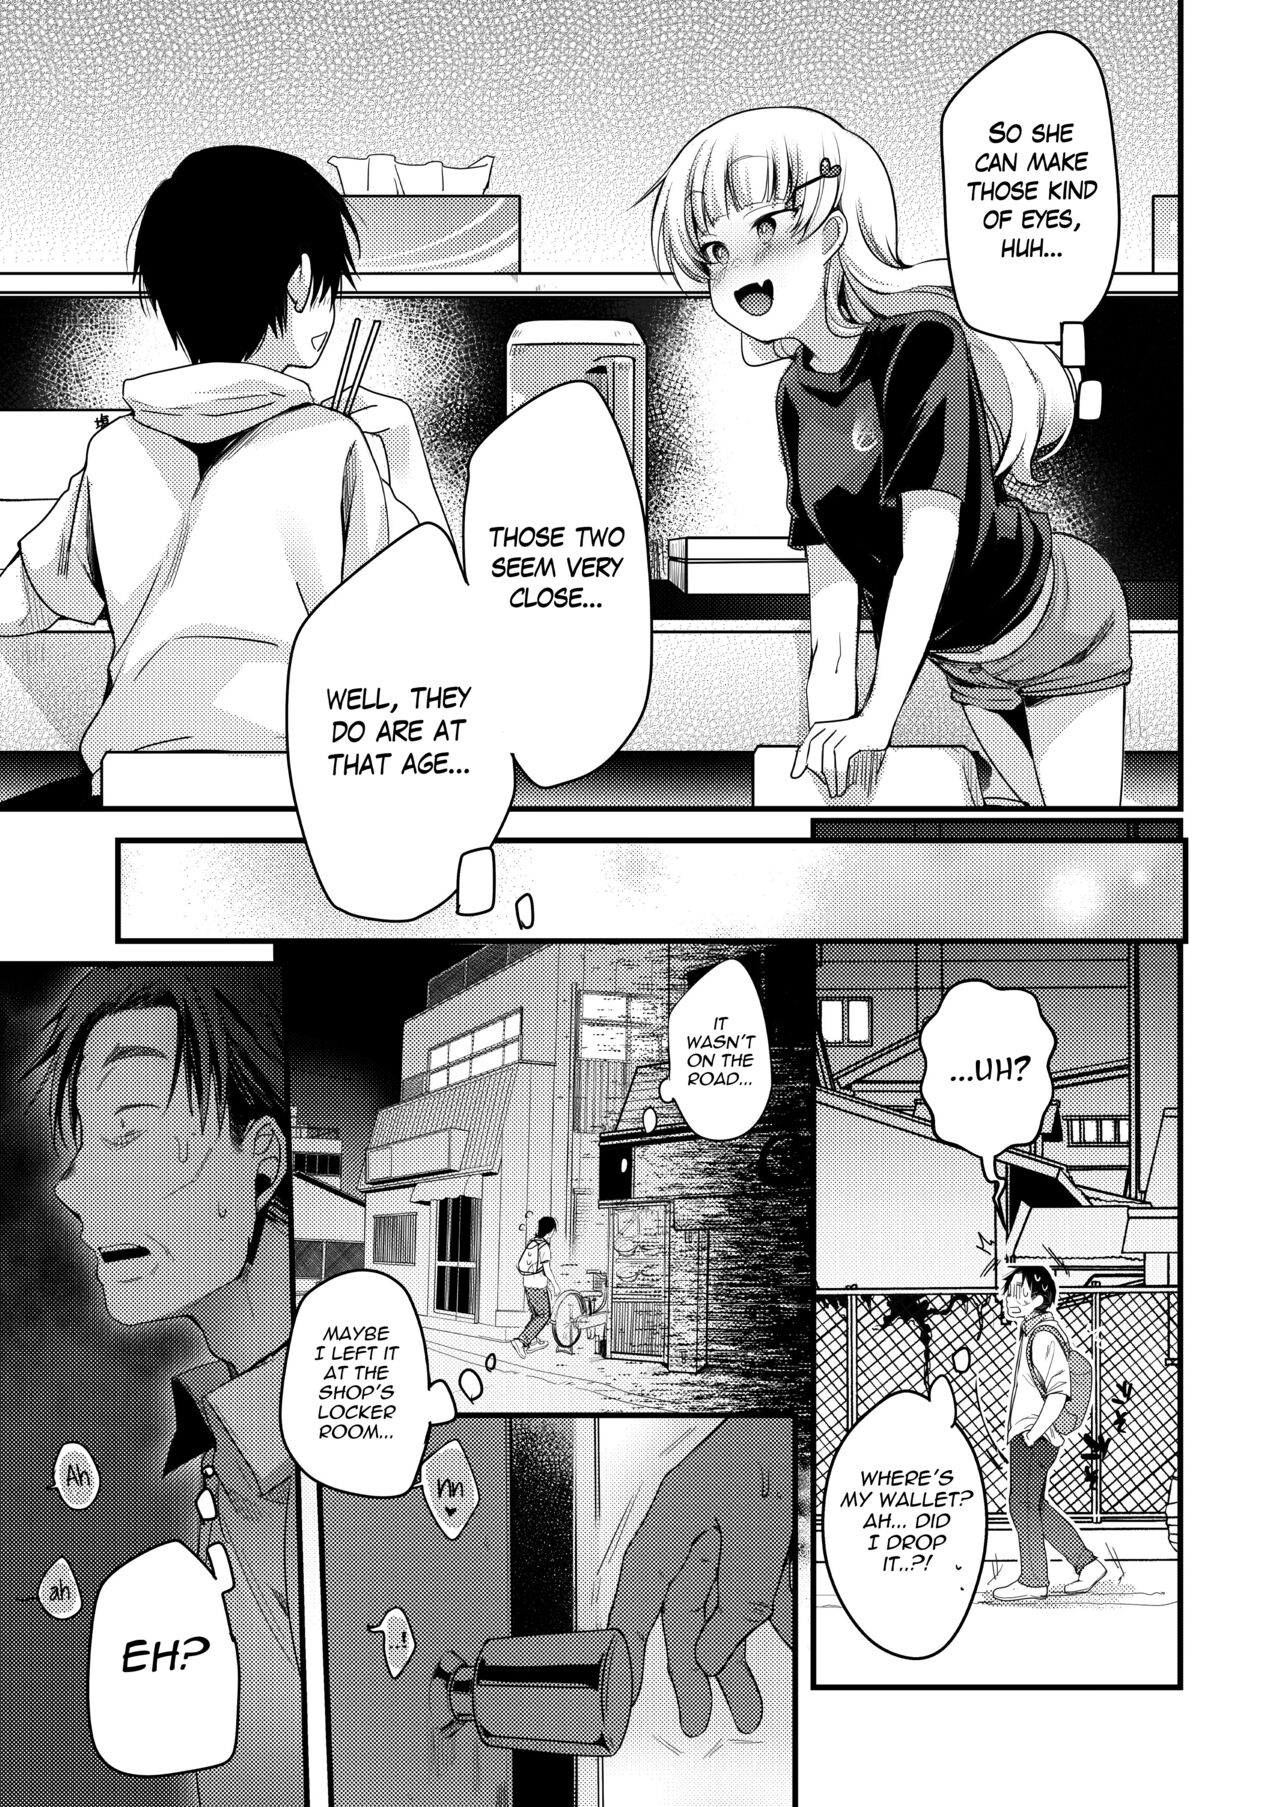 SO SHE
CAN MAKE
THOSE KIND
OF EYES,
HUH...
THOSE TWO
SEEM VERY
CLOSE...
WELL, THEY
DO ARE AT
THAT AGE...
...UH?
WHERE'S
MY WALLET?
AH... DID
I DROP
IT..?!
IT
WASN'T
ON THE
ROAD...
MAYBE
I LEFT IT
AT THE
SHOP'S
LOCKER
ROOM...
Nn
♥
...!
Ah
ah
EH?